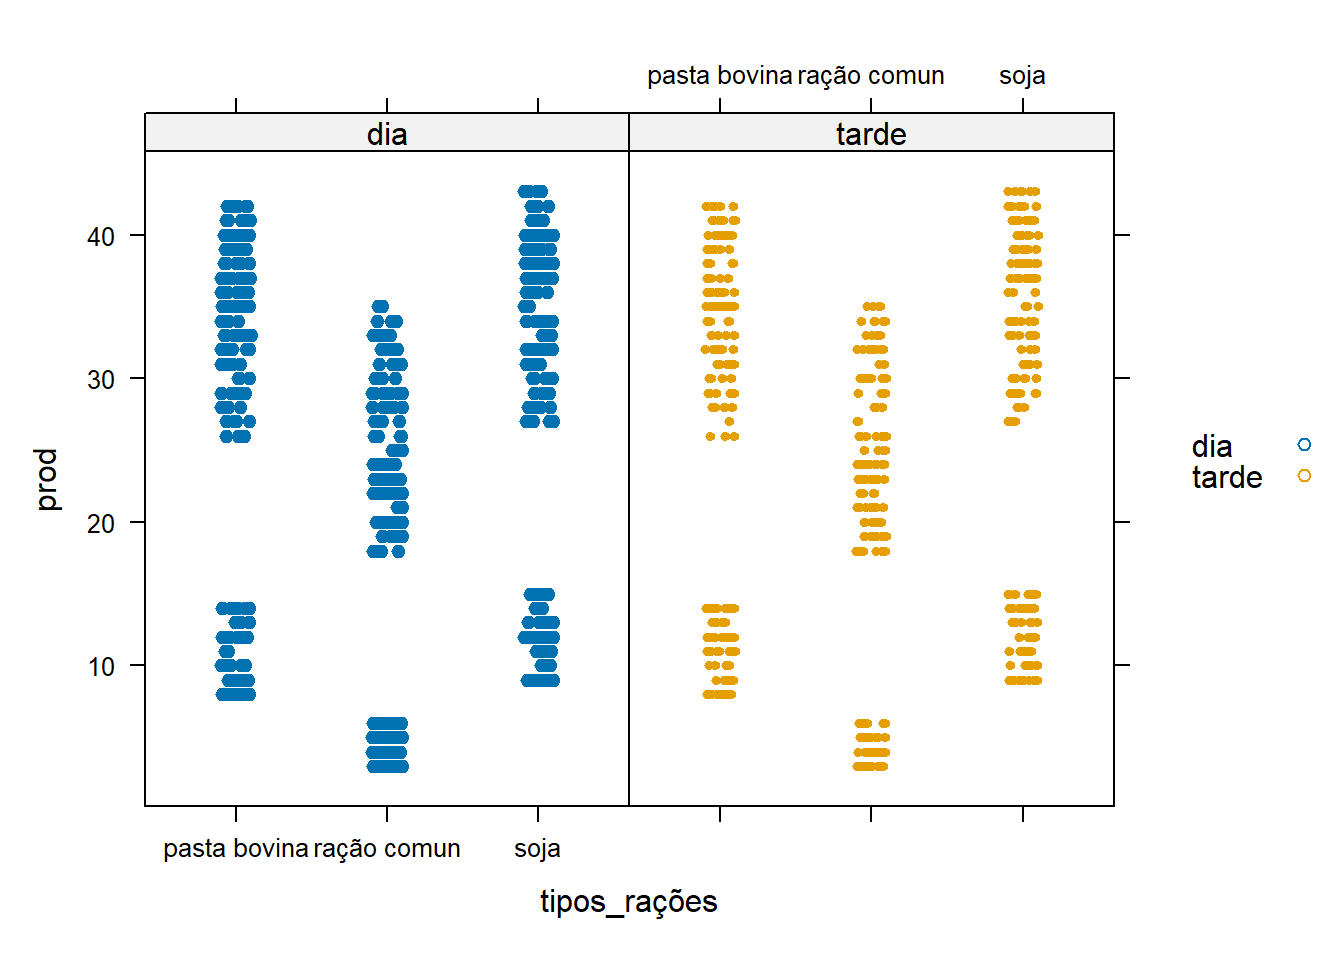 pasta bovina ração comun soja
dia tarde
40
30
20
10
prod
dia
tarde
pasta bovina ração comun soja
tipos_rações